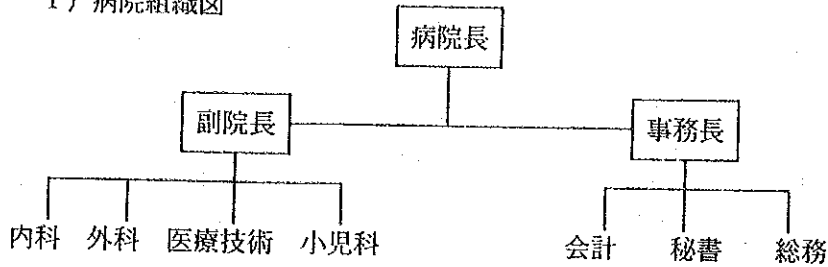 1）病院組織図
病院長
副院長
事務長
内科 外科 医療技術 小児科
会計 秘書 総務